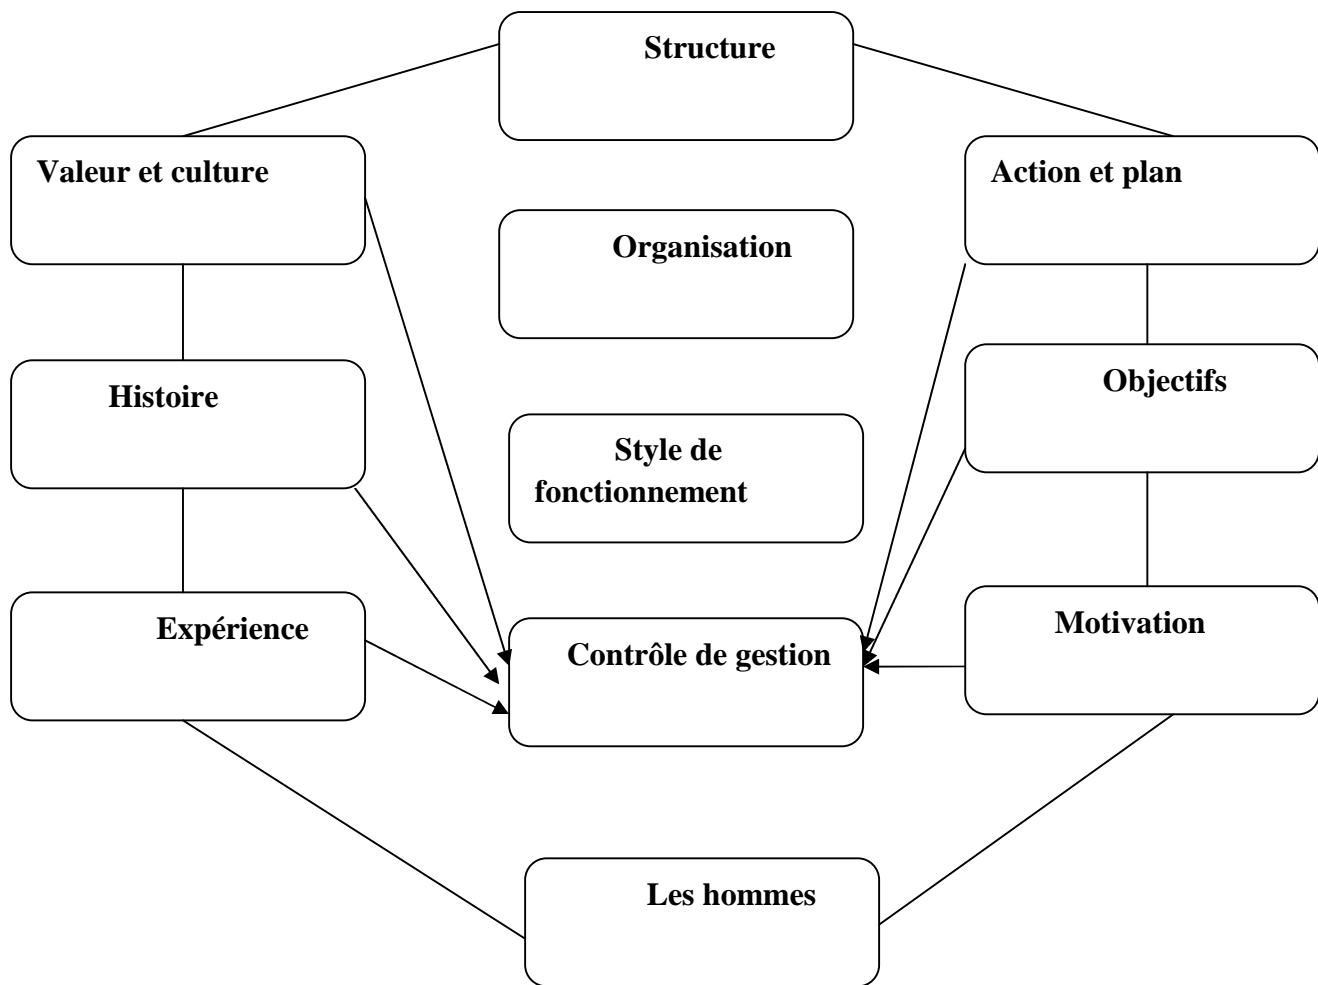 Structure
Valeur et culture
Action et plan
Organisation
Histoire
Objectifs
Style de
fonctionnement
Expérience
Motivation
Contrôle de gestion
Les hommes